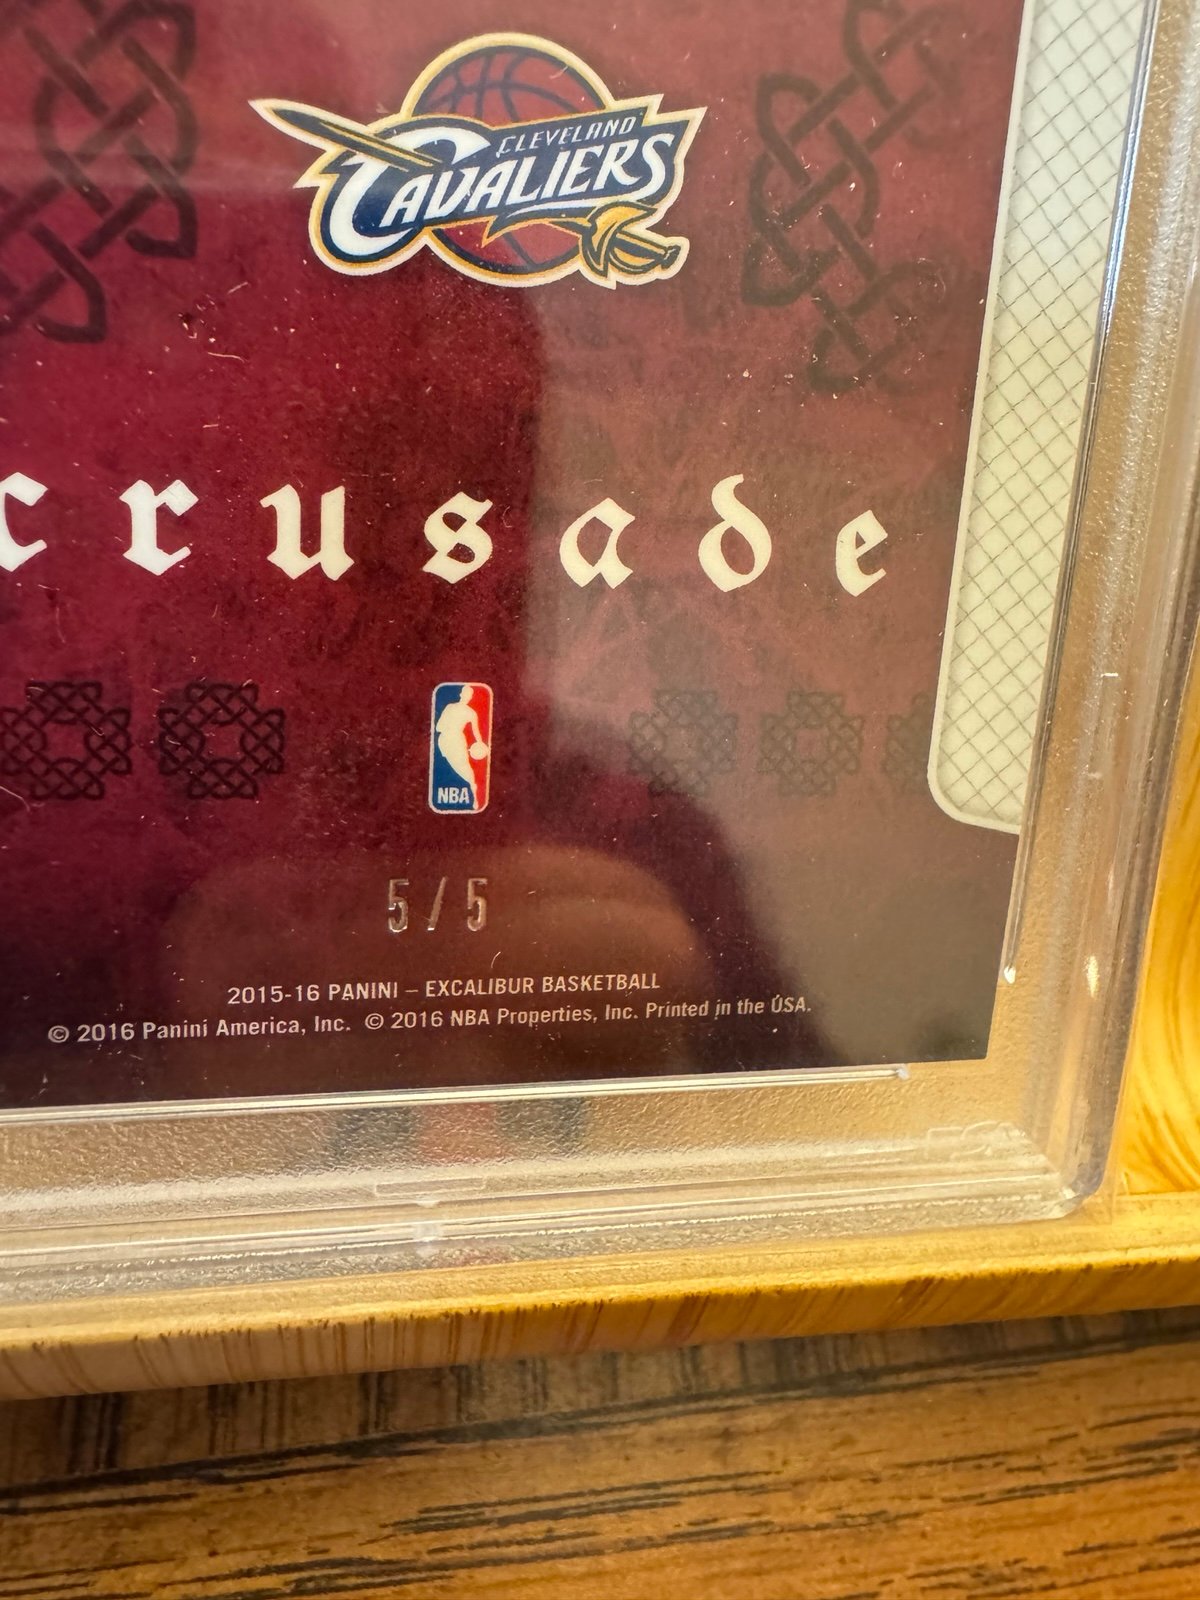 CLEVELAND
CAVALIERS
crusade
NBA
5/5
2015-16 PANINI – EXCALIBUR BASKETBALL
© 2016 Panini America, Inc. © 2016 NBA Properties, Inc. Printed in the USA.